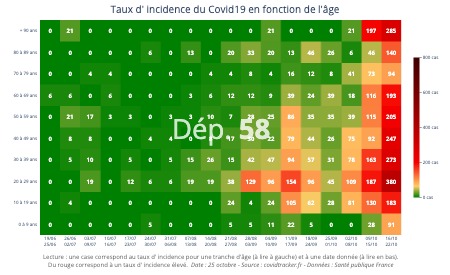 Taux d' incidence du Covid19 en fonction de l'âge
+ 90 ans 0 21 0 0 0 0 0 0 0 0 0 21 0 0 0 21 197 285
80 à 89 ans 0 0 0 0 0 6 0 13 0 20 33 20 13 46 26 6 46 140
70 à 79 ans 0 0 4 4 0 0 0 0 4 4 8 4 16 12 8 41 73 94
60 à 69 ans 6 6 0 6 0 0 0 3 6 12 12 9 39 24 39 18 116 193
50 à 59 ans 0 21 17 3 3 0 3 3 10 7 25 86 35 35 39 115 205
40 à 49 ans 0 8 8 0 0 4 22 79 44 26 75 92 247
30 à 39 ans 0 5 10 0 5 0 5 15 26 15 42 47 94 57 31 78 163 273
20 à 29 ans 0 0 19 0 12 6 6 19 19 38 129 96 154 96 45 109 187 380
10 à 19 ans 0 4 0 0 0 0 0 0 4 24 4 24 105 62 28 81 130 183
0 à 9 ans 0 0 0 0 0 5 0 0 0 5 9 5 11 22 5 0 28 91
Dép. 58
19/06 26/06 03/07 10/07 17/07 24/07 31/07 07/08 14/08 21/08 28/08 04/09 11/09 18/09 25/09 02/10 09/10 16/10
25/06 02/07 09/07 16/07 23/07 30/07 06/08 13/08 20/08 27/08 03/09 10/09 17/09 24/09 01/10 08/10 15/10 22/10
800 cas
600 cas
400 cas
200 cas
0 cas
Lecture : une case correspond au taux d' incidence pour une tranche d'âge (à lire à gauche) et à une date donnée (à lire en bas).
Du rouge correspond à un taux d' incidence élevé. Date : 25 octobre - Source : covidtracker.fr - Données : Santé publique France